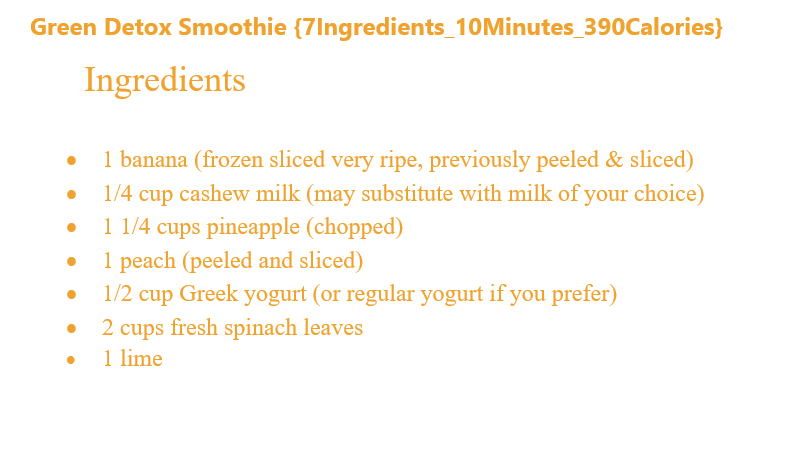 Green Detox Smoothie {7Ingredients_10Minutes_390Calories}
Ingredients
• 1 banana (frozen sliced very ripe, previously peeled & sliced)
• 1/4 cup cashew milk (may substitute with milk of your choice)
• 1 1/4 cups pineapple (chopped)
• 1 peach (peeled and sliced)
• 1/2 cup Greek yogurt (or regular yogurt if you prefer)
• 2 cups fresh spinach leaves
• 1 lime